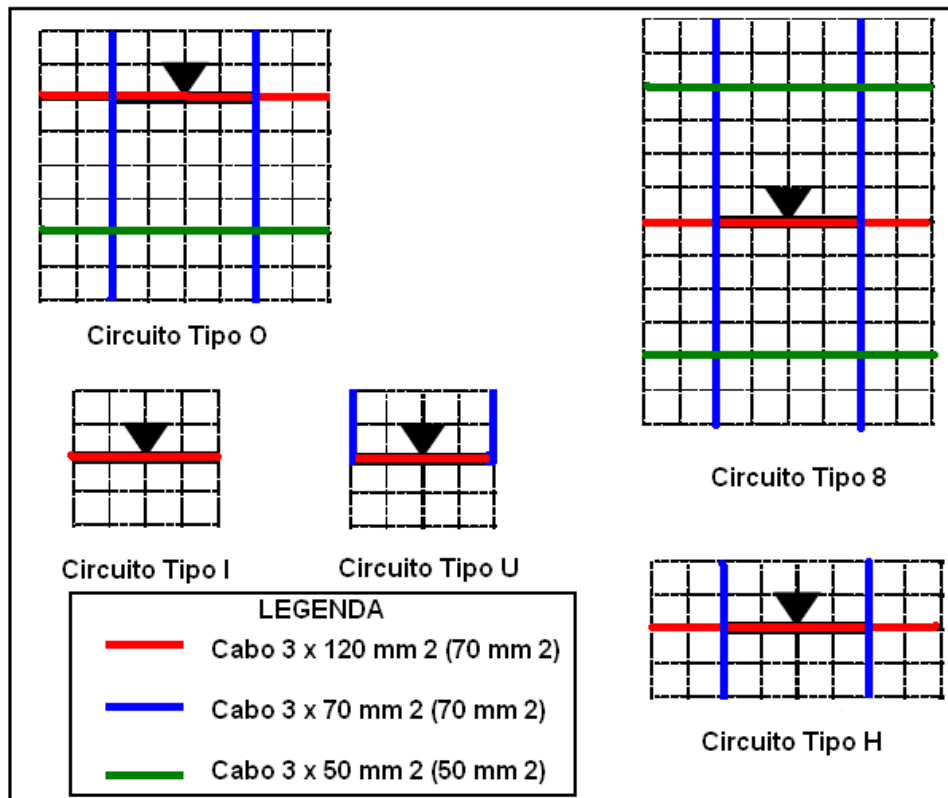 Circuito Tipo O
Circuito Tipo 8
Circuito Tipo I
Circuito Tipo U
Circuito Tipo H
LEGENDA
Cabo 3 x 120 mm 2 (70 mm 2)
Cabo 3 x 70 mm 2 (70 mm 2)
Cabo 3 x 50 mm 2 (50 mm 2)